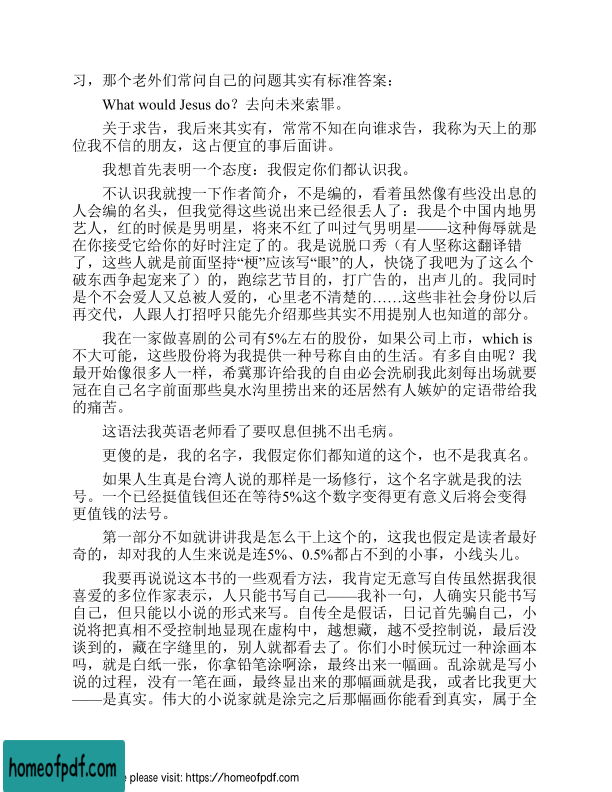 习，那个老外们常问自己的问题其实有标准答案：
What would Jesus do？去向未来索罪。
关于求告，我后来其实有，常常不知在向谁求告，我称为天上的那
位我不信的朋友，这占便宜的事后面讲。
我想首先表明一个态度：我假定你们都认识我。
不认识我就搜一下作者简介，不是编的，看着虽然像有些没出息的
人会编的名头，但我觉得这些说出来已经很丢人了：我是个中国内地男
艺人，红的时候是男明星，将来不红了叫过气男明星——这种侮辱就是
在你接受它给你的好时注定了的。我是说脱口秀（有人坚称这翻译错
了，这些人就是前面坚持“梗”应该写“哏”的人，快饶了我吧为了这么个
破东西争起宠来了）的，跑综艺节目的，打广告的，出声儿的。我同时
是个不会爱人又总被人爱的，心里老不清楚的……这些非社会身份以后
再交代，人跟人打招呼只能先介绍那些其实不用提别人也知道的部分。
我在一家做喜剧的公司有5%左右的股份，如果公司上市，which is
不大可能，这些股份将为我提供一种号称自由的生活。有多自由呢？我
最开始像很多人一样，希冀那许给我的自由必会洗刷我此刻每出场就要
冠在自己名字前面那些臭水沟里捞出来的还居然有人嫉妒的定语带给我
的痛苦。
这语法我英语老师看了要叹息但挑不出毛病。
更傻的是，我的名字，我假定你们都知道的这个，也不是我真名。
如果人生真是台湾人说的那样是一场修行，这个名字就是我的法
号。一个已经挺值钱但还在等待5%这个数字变得更有意义后将会变得
更值钱的法号。
第一部分不如就讲讲我是怎么干上这个的，这我也假定是读者最好
奇的，却对我的人生来说是连5%、0.5%都占不到的小事，小线头儿。
我要再说说这本书的一些观看方法，我肯定无意写自传虽然据我很
喜爱的多位作家表示，人只能书写自己——我补一句，人确实只能书写
自己，但只能以小说的形式来写。自传全是假话，日记首先骗自己，小
说将把真相不受控制地显现在虚构中，越想藏，越不受控制说，最后没
谈到的，藏在字缝里的，别人就都看去了。你们小时候玩过一种涂画本
吗，就是白纸一张，你拿铅笔涂啊涂，最终出来一幅画。乱涂就是写小
说的过程，没有一笔在画，最终显出来的那幅画就是我，或者比我更大
——是真实。伟大的小说家就是涂完之后那幅画你能看到真实，属于全
homeofpdf.com
please visit: https://homeofpdf.com